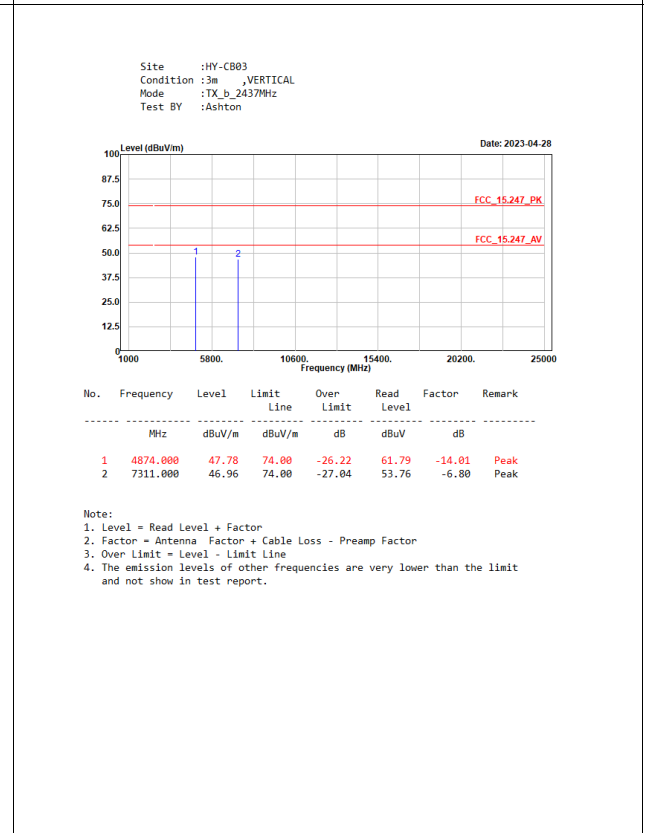 Site :HY-CB03
Condition :3m ,VERTICAL
Mode :TX_b_2437MHz
Test BY :Ashton
Level (dBuV/m) Date: 2023-04-28
100
87.5
75.0 FCC_15.247_PK
62.5
FCC_15.247_AV
50.0 1 2
37.5
25.0
12.5
0
1000 5800. 10600. 15400. 20200. 25000
Frequency (MHz)
No. Frequency Level Limit Over Read Factor Remark
Line Limit Level
------ ----------- -------- -------- --------- --------- -------- ---------
MHz dBuV/m dBuV/m dB dBuV dB
1 4874.000 47.78 74.00 -26.22 61.79 -14.01 Peak
2 7311.000 46.96 74.00 -27.04 53.76 -6.80 Peak
Note:
1. Level = Read Level + Factor
2. Factor = Antenna Factor + Cable Loss - Preamp Factor
3. Over Limit = Level - Limit Line
4. The emission levels of other frequencies are very lower than the limit
and not show in test report.